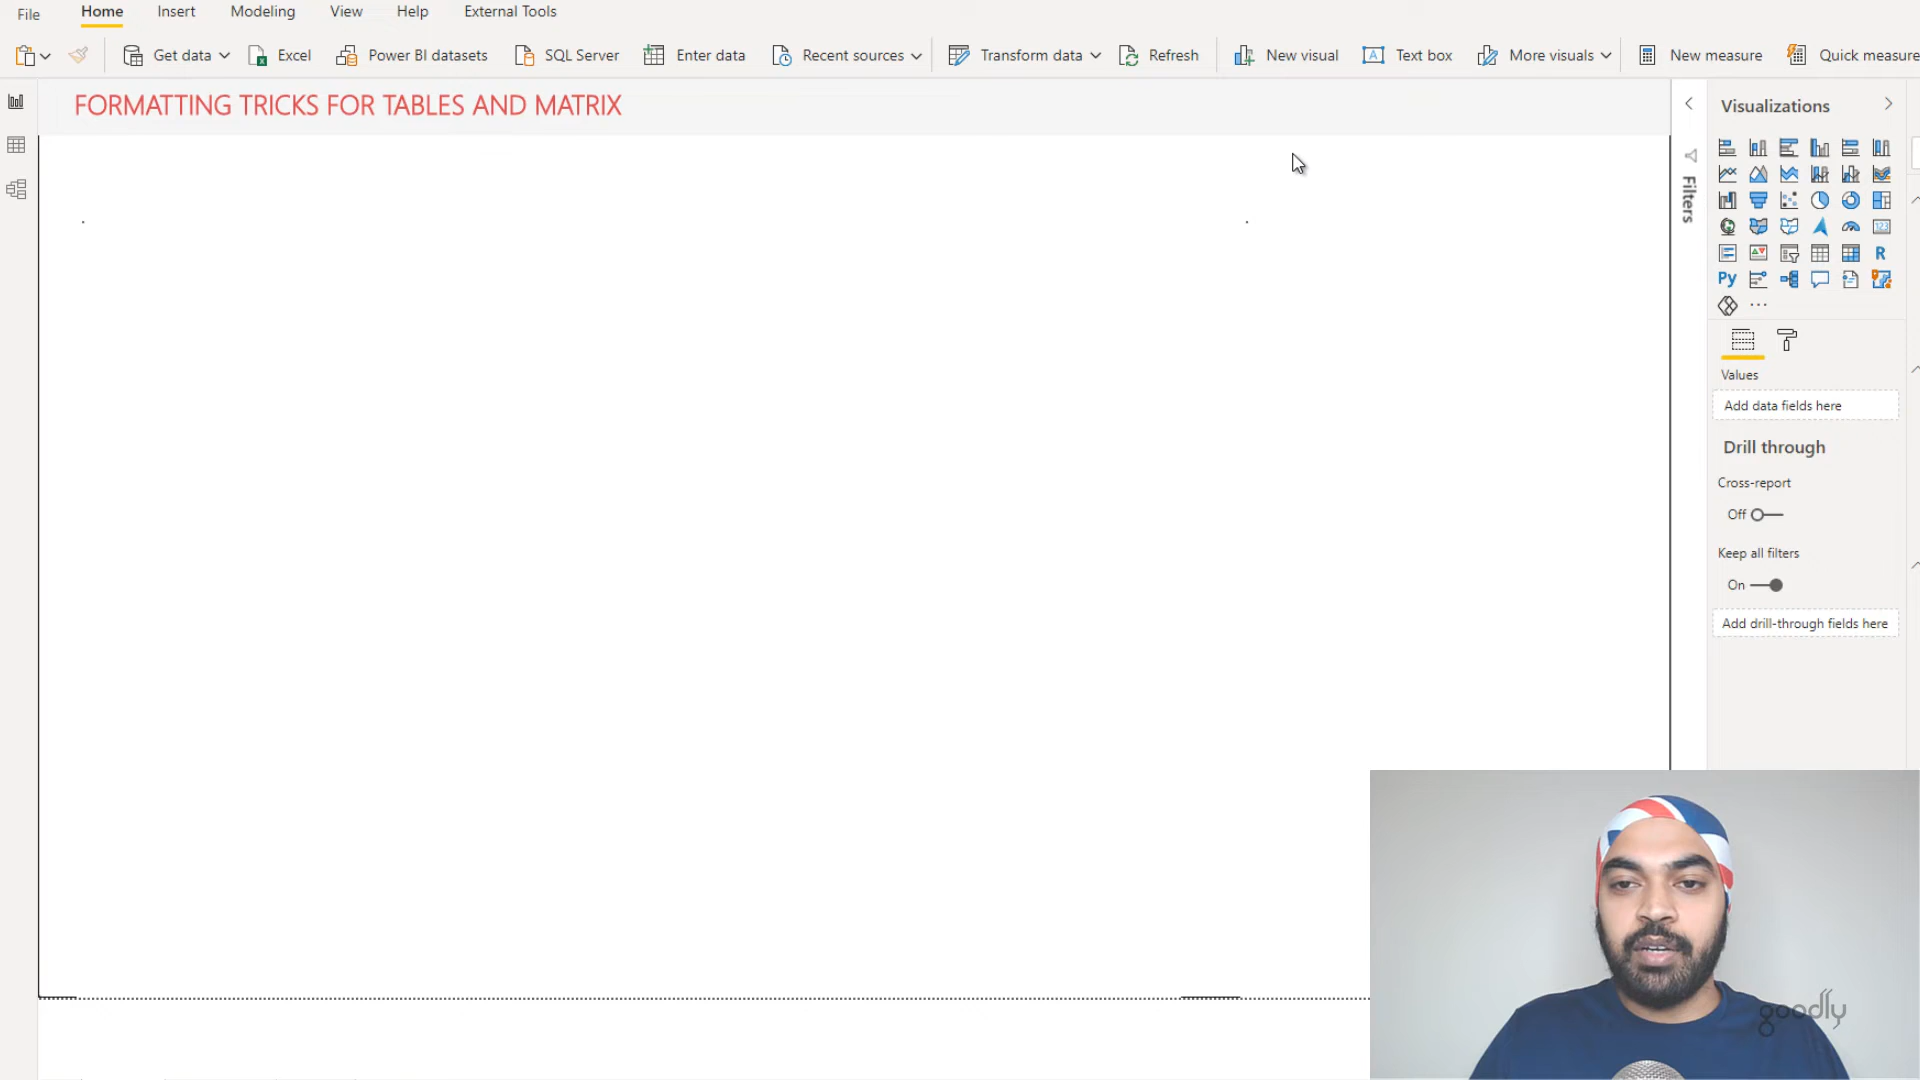 File Home Insert Modeling View Help External Tools
Get data Excel Power BI datasets SQL Server Enter data Recent sources Transform data Refresh New visual Text box More visuals New measure Quick measure
FORMATTING TRICKS FOR TABLES AND MATRIX
Visualizations
Filters
123
R
Py
Values
Add data fields here
Drill through
Cross-report
Off
Keep all filters
On
Add drill-through fields here
goodly